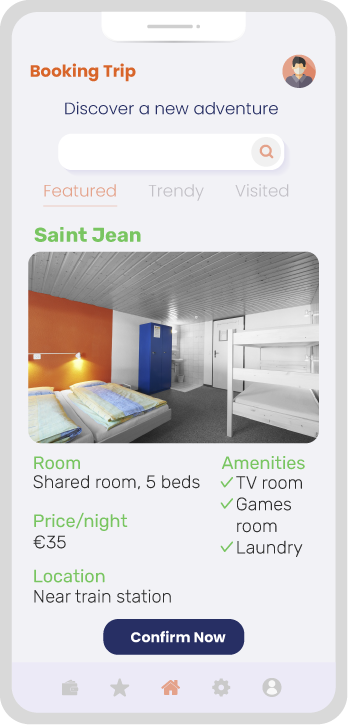 Booking Trip
Discover a new adventure
Featured Trendy Visited
Saint Jean
Room
Shared room, 5 beds
Price/night
€35
Location
Near train station
Amenities
TV room
Games
room
Laundry
Confirm Now